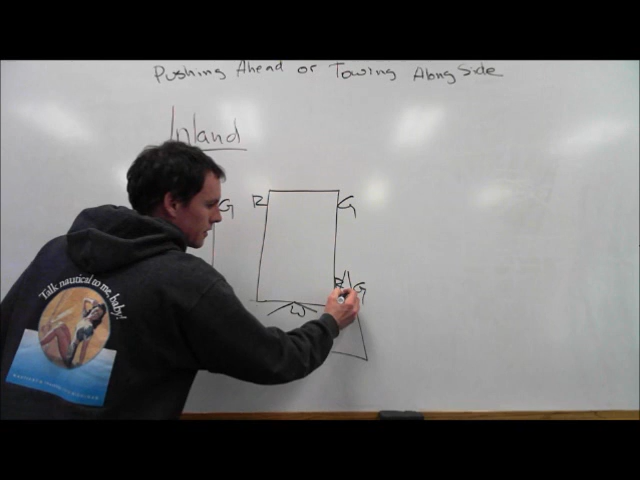 Pushing Ahead or Towing Along Side
Inland
G
R
G
R
G
W
Talk nautical to me, baby!